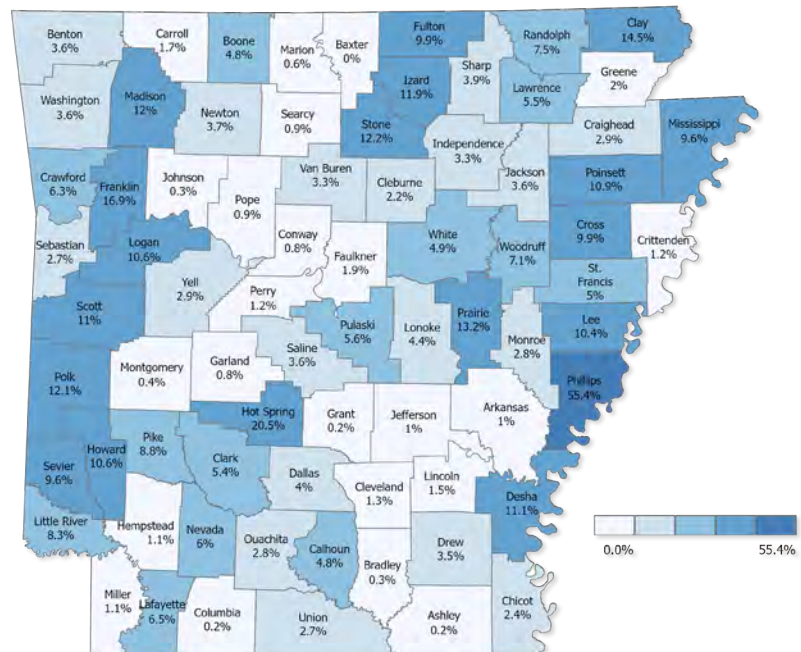 Benton
3.6%
Carroll
1.7%
Boone
4.8%
Marion
0.6%
Baxter
0%
Fulton
9.9%
Randolph
7.5%
Clay
14.5%
Washington
3.6%
Madison
12%
Newton
3.7%
Searcy
0.9%
Stone
12.2%
Izard
11.9%
Sharp
3.9%
Lawrence
5.5%
Greene
2%
Craighead
2.9%
Mississippi
9.6%
Crawford
6.3%
Franklin
16.9%
Johnson
0.3%
Pope
0.9%
Van Buren
3.3%
Cleburne
2.2%
Independence
3.3%
Jackson
3.6%
Poinsett
10.9%
Sebastian
2.7%
Logan
10.6%
Yell
2.9%
Conway
0.8%
Faulkner
1.9%
White
4.9%
Woodruff
7.1%
Cross
9.9%
Crittenden
1.2%
St.
Francis
5%
Scott
11%
Perry
1.2%
Pulaski
5.6%
Lonoke
4.4%
Prairie
13.2%
Monroe
2.8%
Lee
10.4%
Polk
12.1%
Montgomery
0.4%
Garland
0.8%
Saline
3.6%
Phillips
55.4%
Hot Spring
20.5%
Grant
0.2%
Jefferson
1%
Arkansas
1%
Sevier
9.6%
Howard
10.6%
Pike
8.8%
Clark
5.4%
Dallas
4%
Cleveland
1.3%
Lincoln
1.5%
Desha
11.1%
Little River
8.3%
Hempstead
1.1%
Nevada
6%
Ouachita
2.8%
Calhoun
4.8%
Bradley
0.3%
Drew
3.5%
Miller
1.1%
Lafayette
6.5%
Columbia
0.2%
Union
2.7%
Ashley
0.2%
Chicot
2.4%
0.0%
55.4%